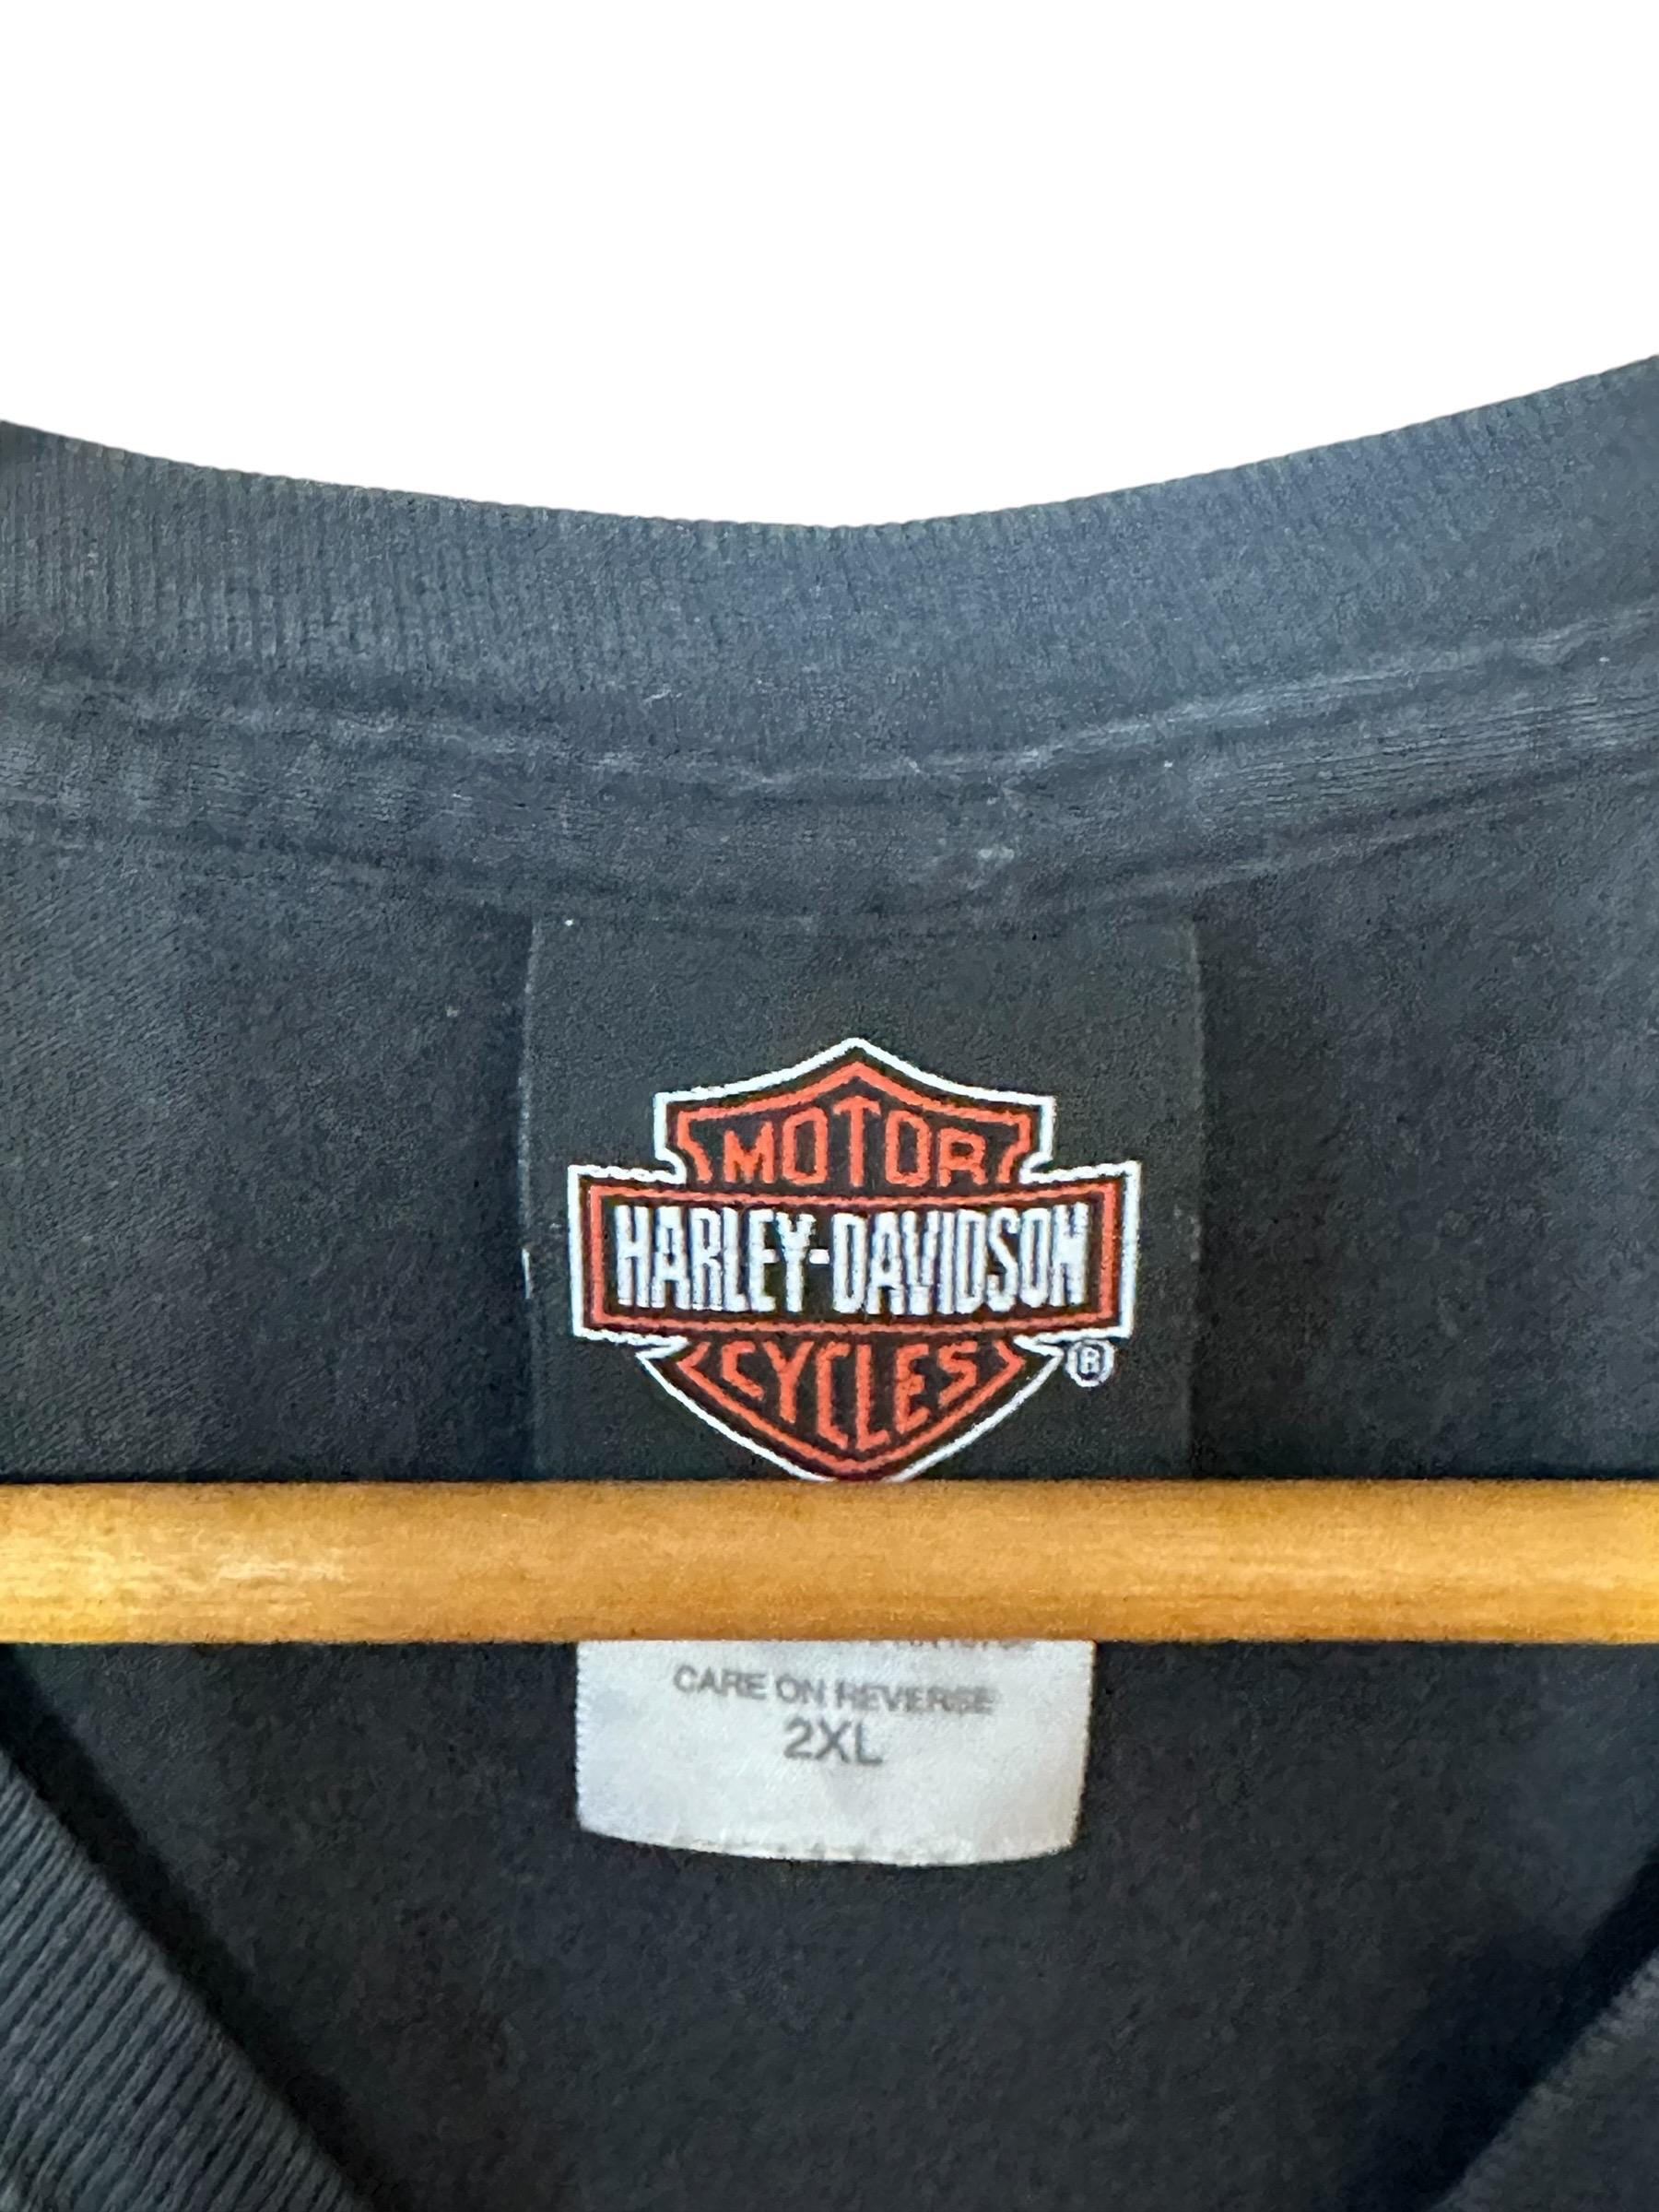 MOTOR
HARLEY-DAVIDSON
CYCLES
®
CARE ON REVERSE
2XL